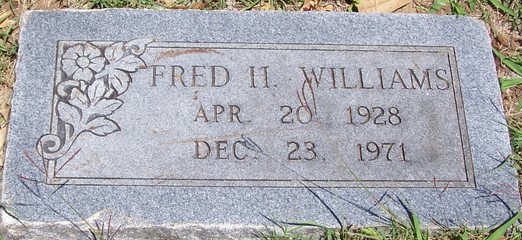 FRED H. WILLIAMS
APR. 20 1928
DEC. 23, 1971